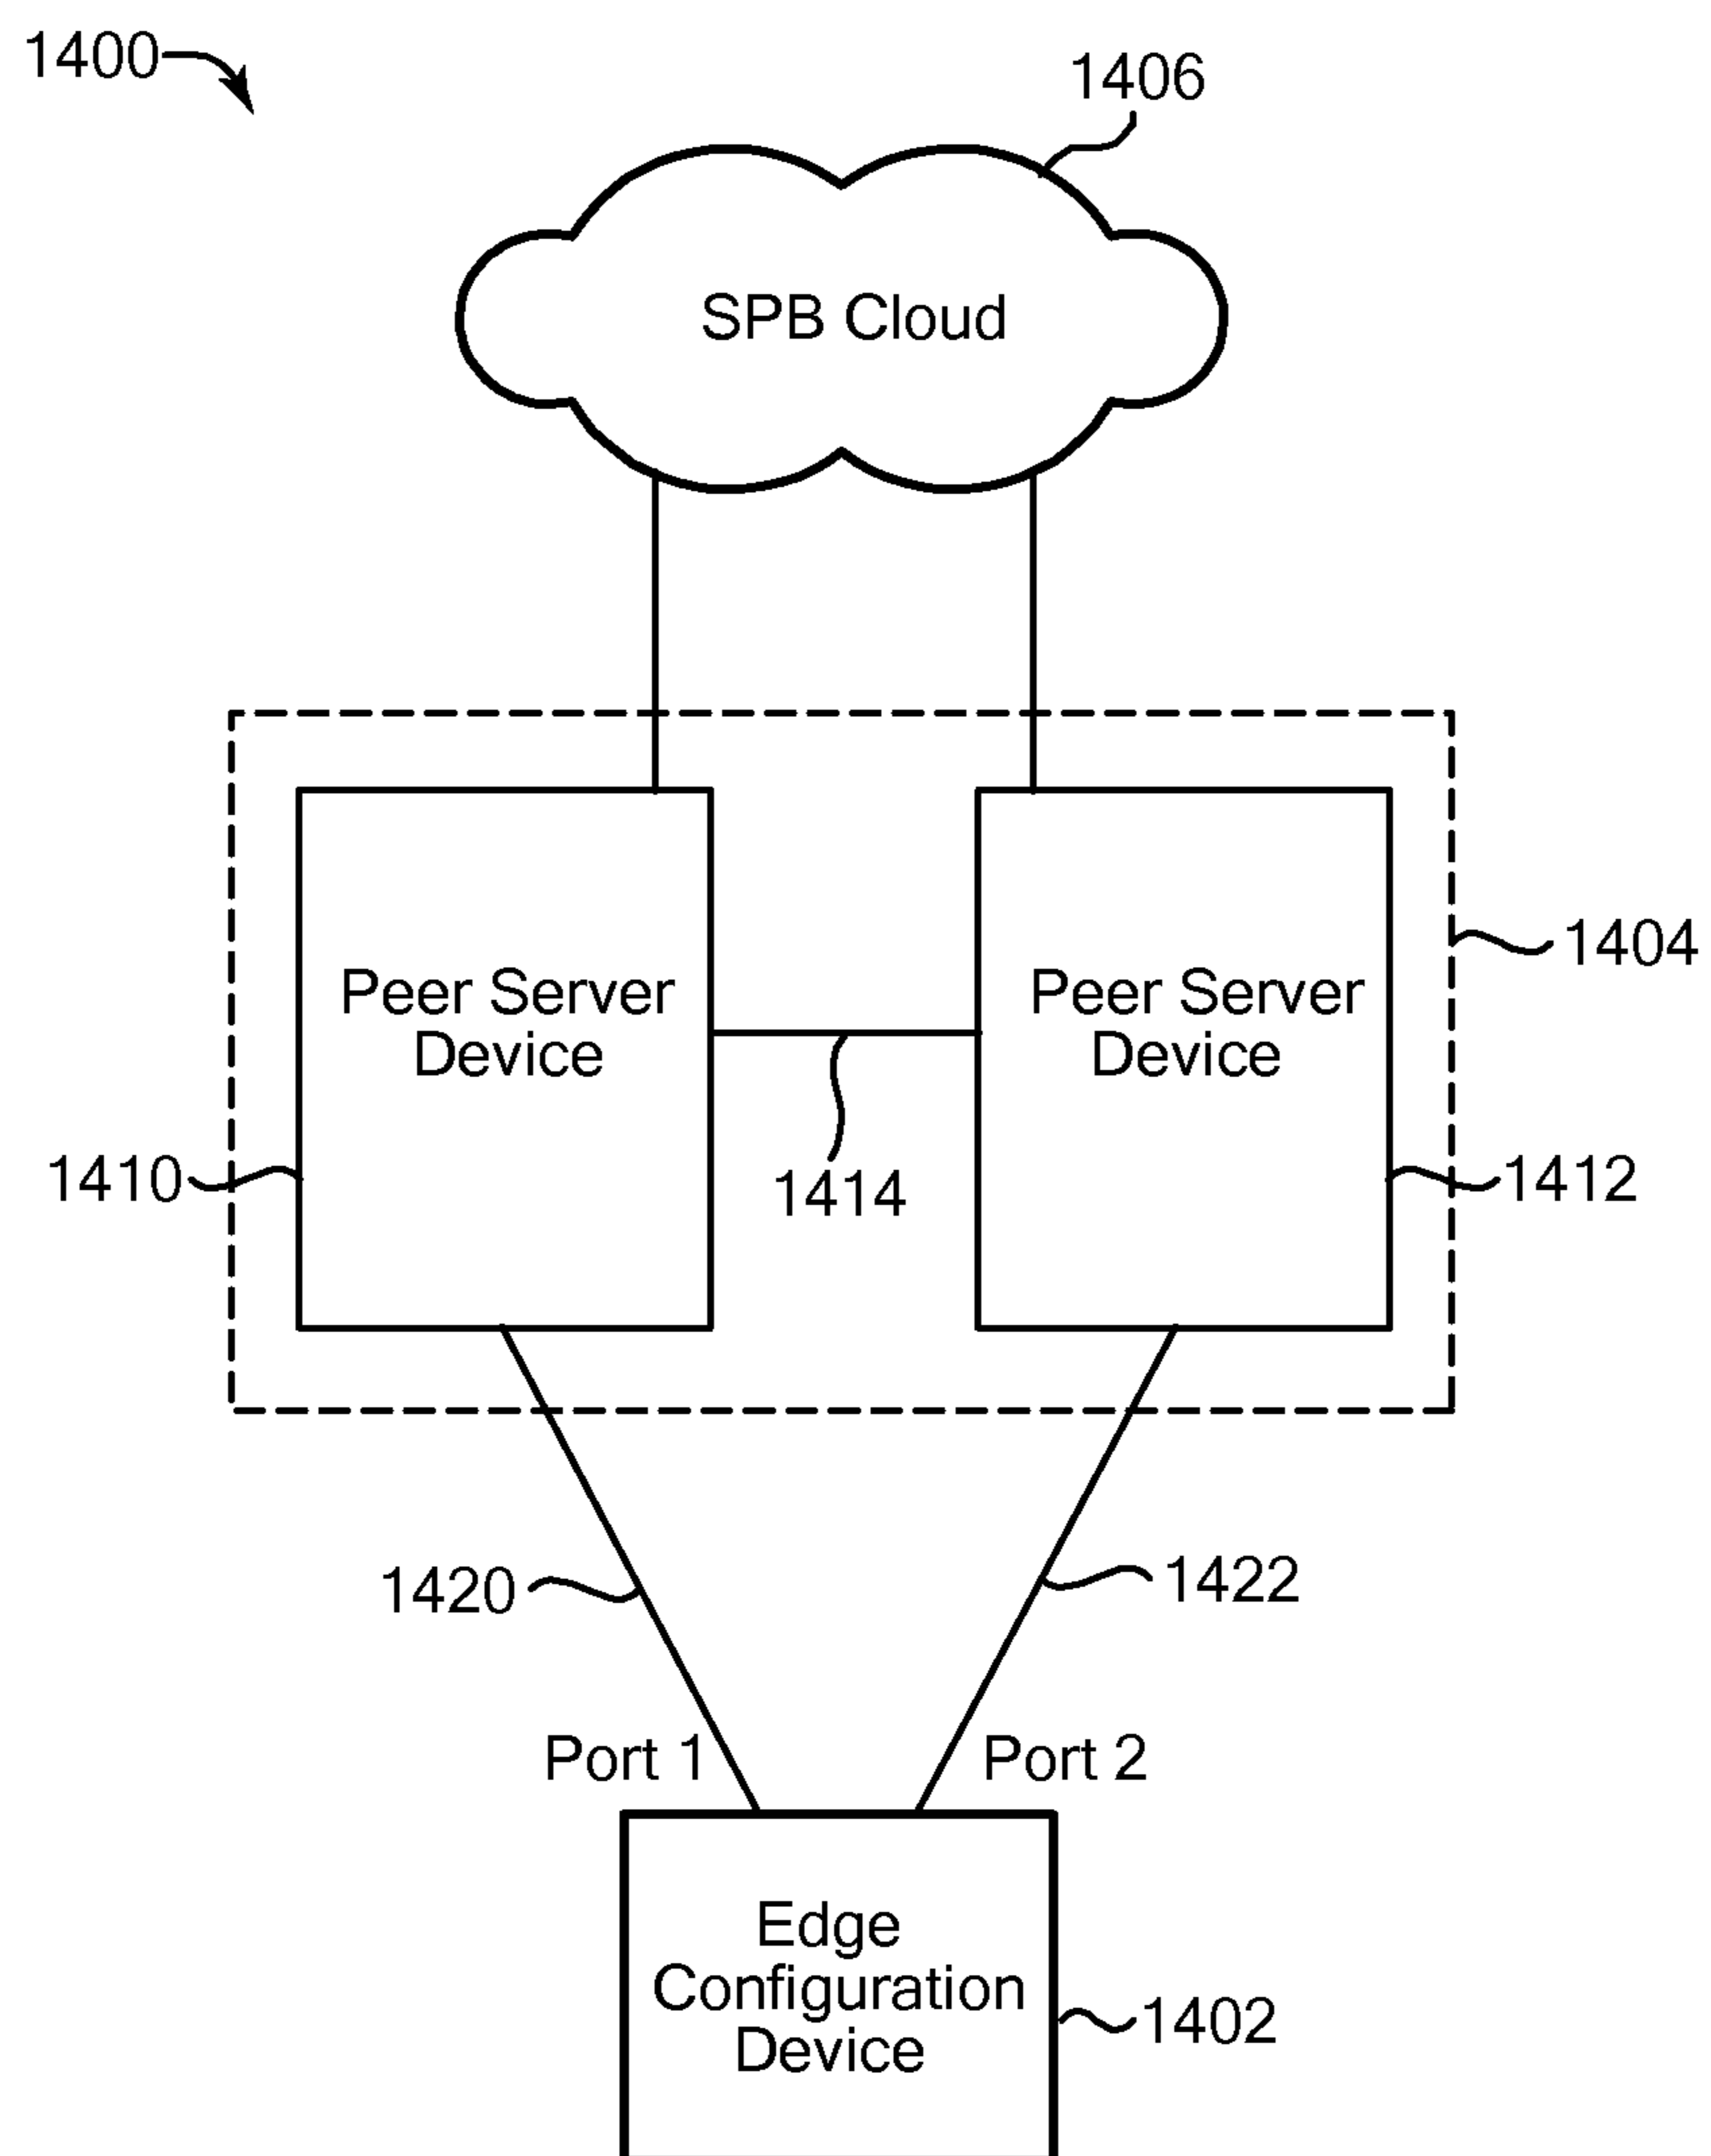 1400
1406
SPB Cloud
1404
Peer Server
Device
Peer Server
Device
1410
1414
1412
1420
1422
Port 1
Port 2
Edge
Configuration
Device
1402